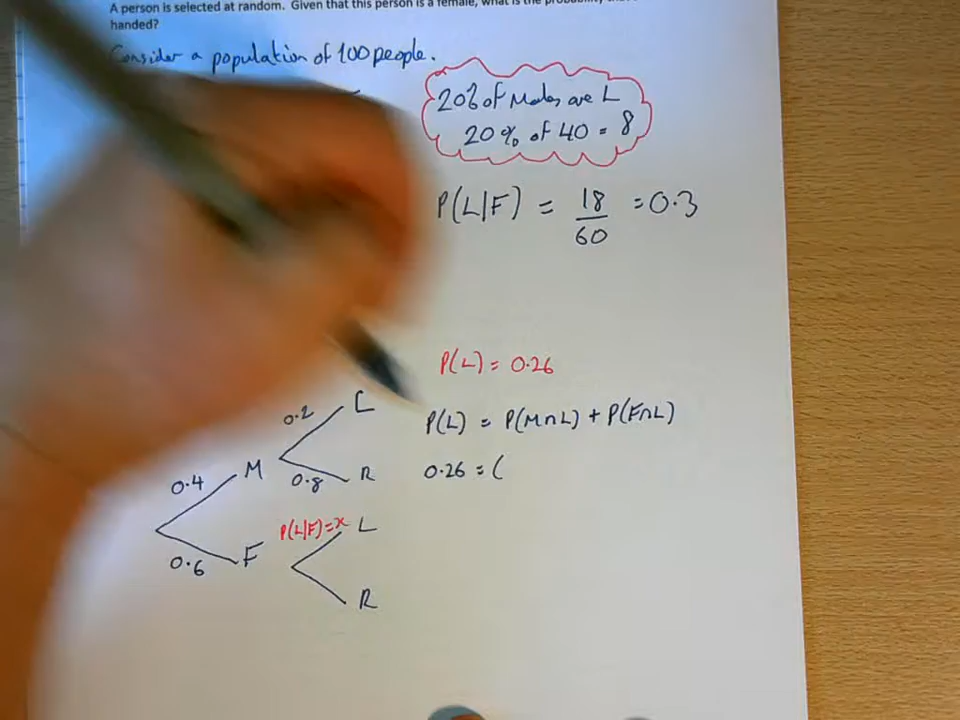 A person is selected at random. Given that this person is a female, what is the probability
handed?
Consider a population of 100 people.
20% of Males are L
20% of 40 = 8
P(L|F) = 18/60 = 0.3
P(L) = 0.26
0.2 L
P(L) = P(M∩L) + P(F∩L)
0.4 M 0.8 R
0.26 = (
P(L|F)=x L
0.6 F
R